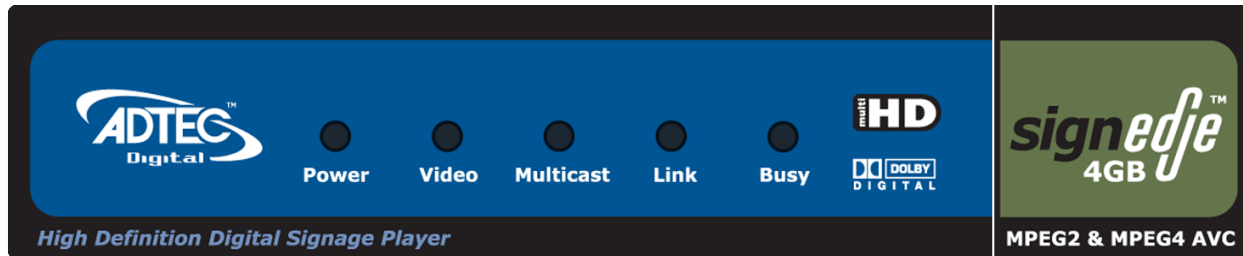 ADTEC™
Digital
Power
Video
Multicast
Link
Busy
multi
HD
DOLBY
DIGITAL
signedje™
4GB
High Definition Digital Signage Player
MPEG2 & MPEG4 AVC